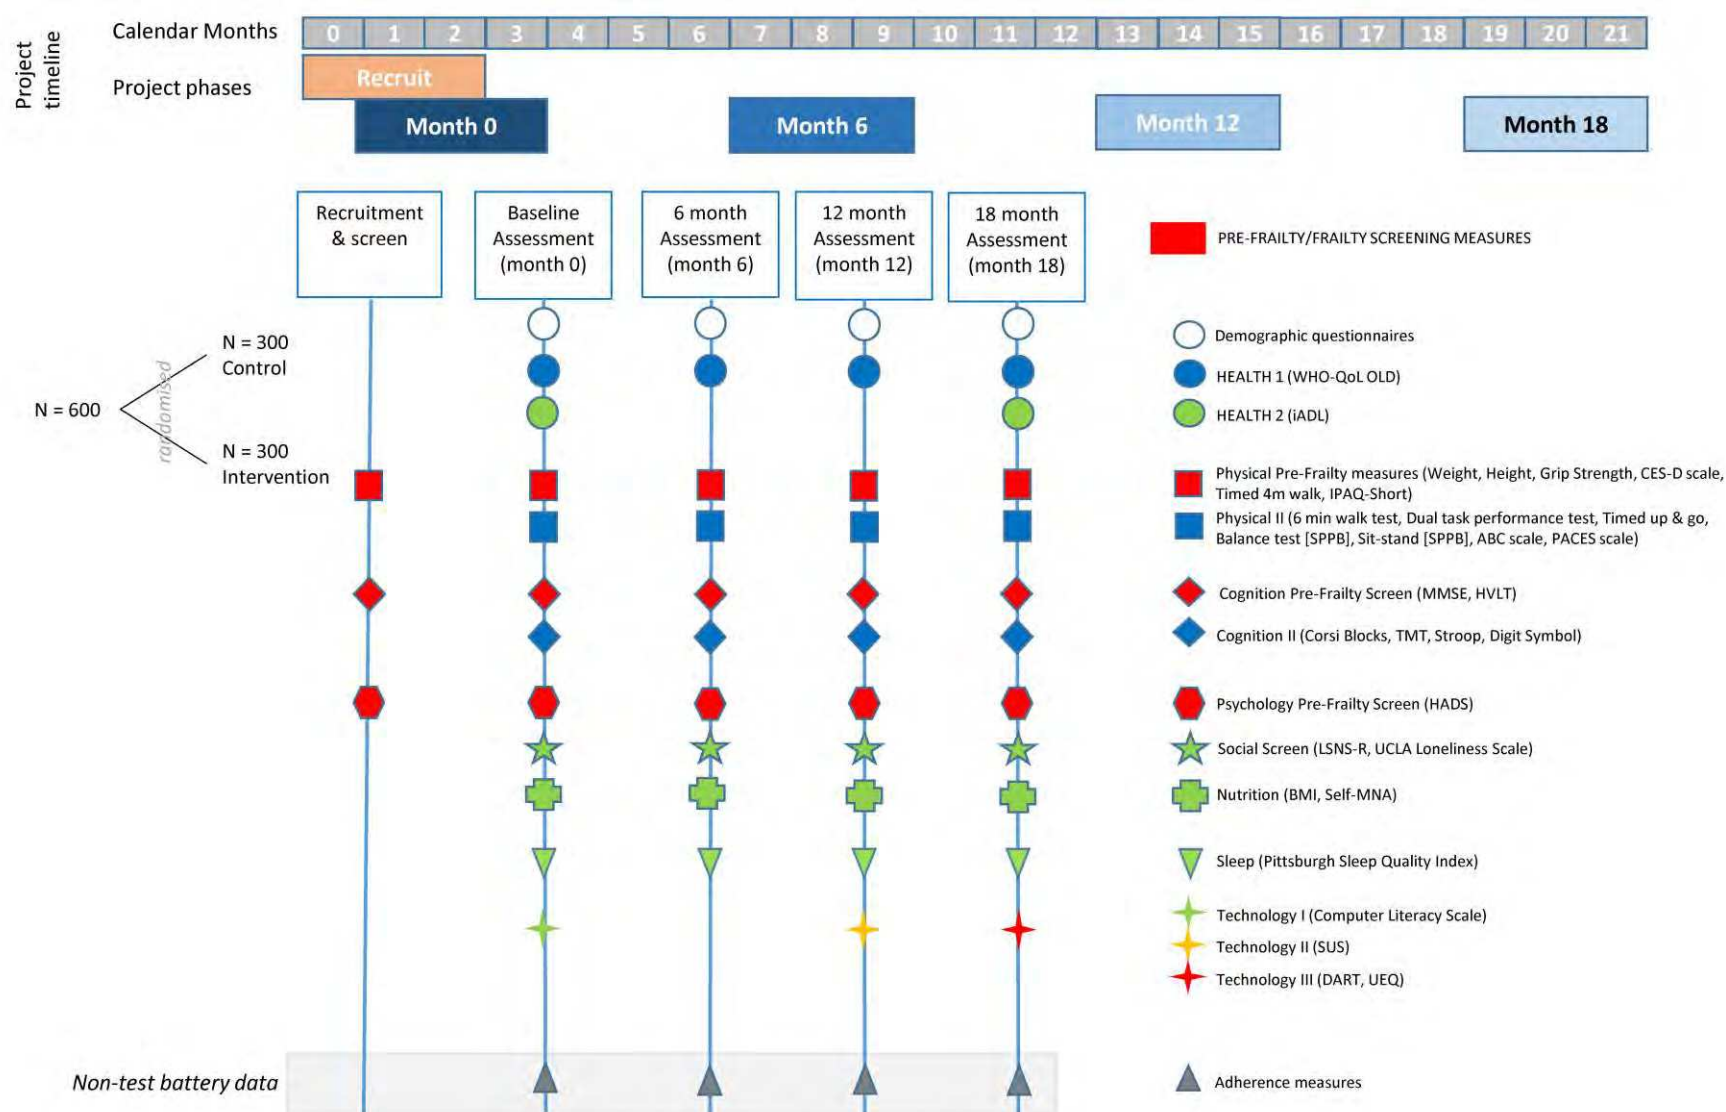 Project
timeline
Calendar Months
0 1 2 3 4 5 6 7 8 9 10 11 12 13 14 15 16 17 18 19 20 21
Project phases
Recruit
Month 0
Month 6
Month 12
Month 18
Recruitment
& screen
Baseline
Assessment
(month 0)
6 month
Assessment
(month 6)
12 month
Assessment
(month 12)
18 month
Assessment
(month 18)
N = 600
randomised
N = 300
Control
N = 300
Intervention
PRE-FRAILTY/FRAILTY SCREENING MEASURES
Demographic questionnaires
HEALTH 1 (WHO-QoL OLD)
HEALTH 2 (iADL)
Physical Pre-Frailty measures (Weight, Height, Grip Strength, CES-D scale,
Timed 4m walk, IPAQ-Short)
Physical II (6 min walk test, Dual task performance test, Timed up & go,
Balance test [SPPB], Sit-stand [SPPB], ABC scale, PACES scale)
Cognition Pre-Frailty Screen (MMSE, HVLT)
Cognition II (Corsi Blocks, TMT, Stroop, Digit Symbol)
Psychology Pre-Frailty Screen (HADS)
Social Screen (LSNS-R, UCLA Loneliness Scale)
Nutrition (BMI, Self-MNA)
Sleep (Pittsburgh Sleep Quality Index)
Technology I (Computer Literacy Scale)
Technology II (SUS)
Technology III (DART, UEQ)
Non-test battery data
Adherence measures